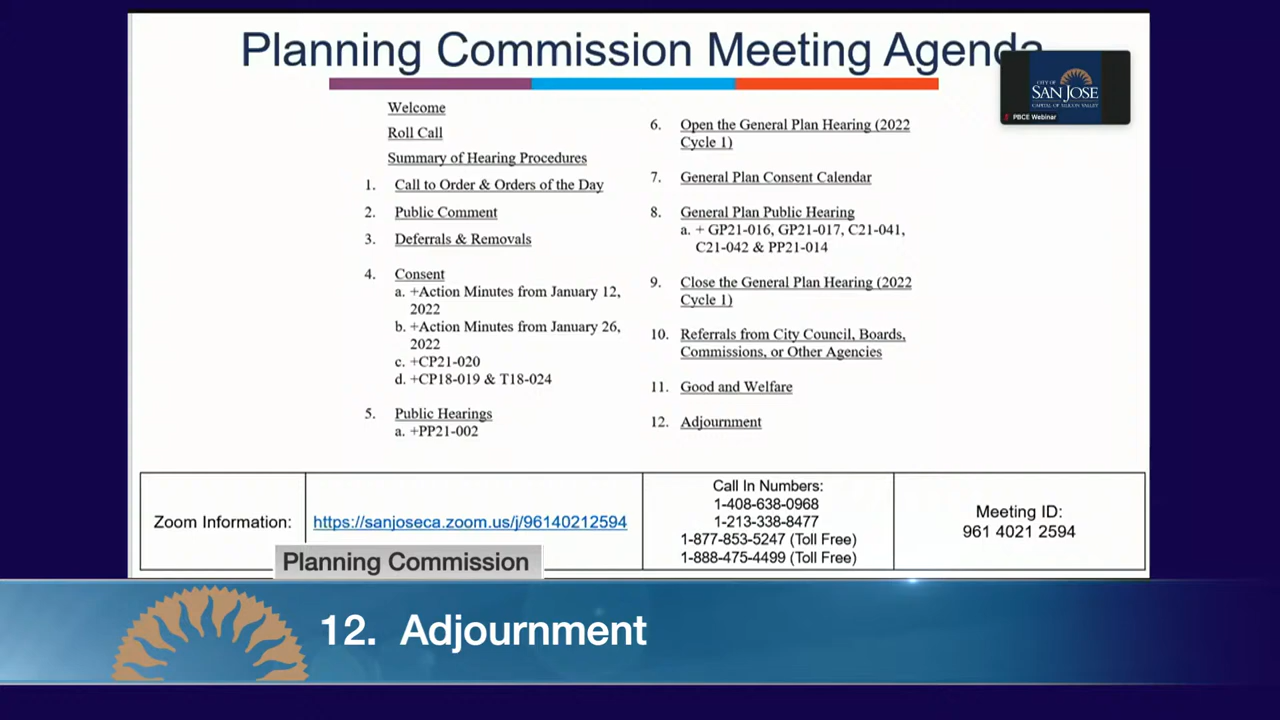 Planning Commission Meeting Agenda
CITY OF
SAN JOSE
CAPITAL OF SILICON VALLEY
PBCE Webinar
Welcome
Roll Call
Summary of Hearing Procedures
1. Call to Order & Orders of the Day
2. Public Comment
3. Deferrals & Removals
4. Consent
a. +Action Minutes from January 12,
2022
b. +Action Minutes from January 26,
2022
c. +CP21-020
d. +CP18-019 & T18-024
5. Public Hearings
a. +PP21-002
6. Open the General Plan Hearing (2022
Cycle 1)
7. General Plan Consent Calendar
8. General Plan Public Hearing
a. + GP21-016, GP21-017, C21-041,
C21-042 & PP21-014
9. Close the General Plan Hearing (2022
Cycle 1)
10. Referrals from City Council, Boards,
Commissions, or Other Agencies
11. Good and Welfare
12. Adjournment
Zoom Information:
https://sanjoseca.zoom.us/j/96140212594
Call In Numbers:
1-408-638-0968
1-213-338-8477
1-877-853-5247 (Toll Free)
1-888-475-4499 (Toll Free)
Meeting ID:
961 4021 2594
Planning Commission
12. Adjournment